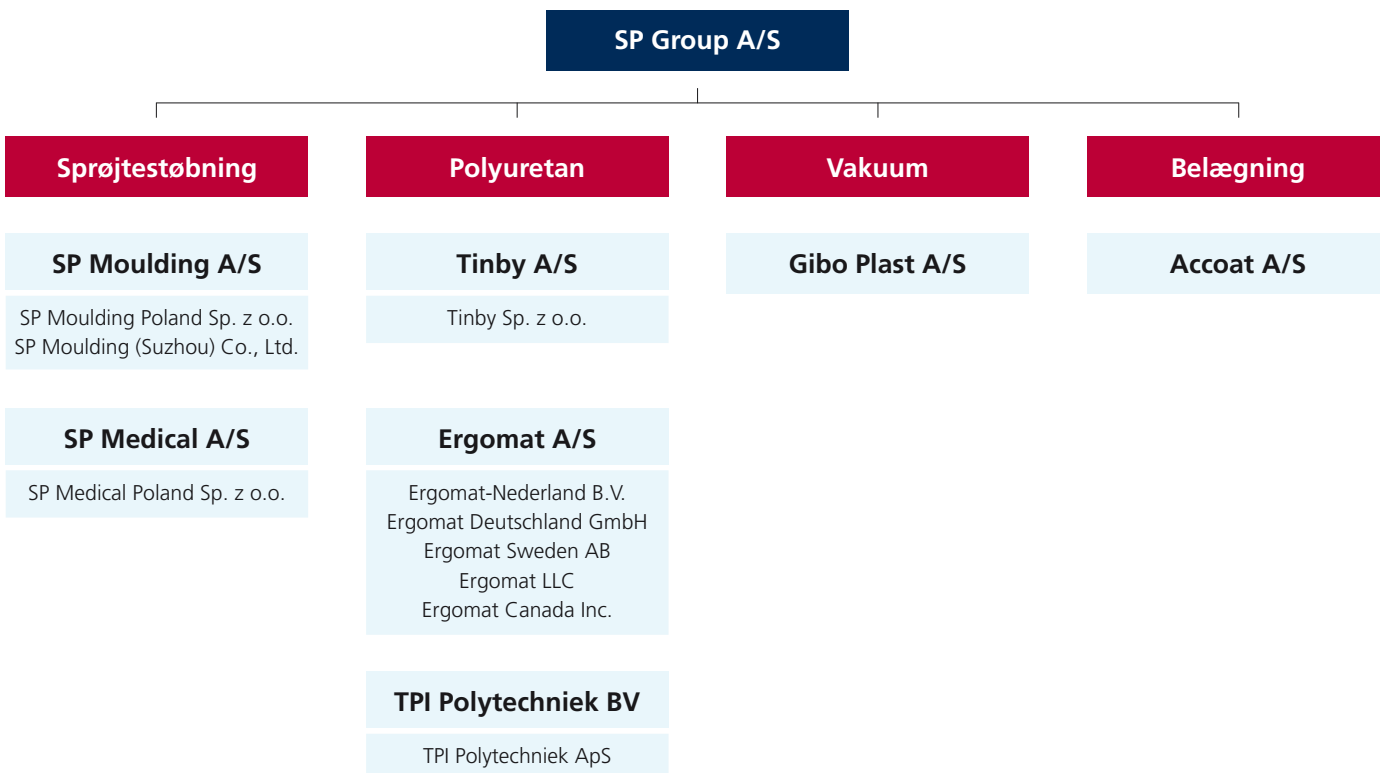 SP Group A/S
Sprøjtestøbning
Polyuretan
Vakuum
Belægning
SP Moulding A/S
SP Moulding Poland Sp. z o.o.
SP Moulding (Suzhou) Co., Ltd.
SP Medical A/S
SP Medical Poland Sp. z o.o.
Tinby A/S
Tinby Sp. z o.o.
Ergomat A/S
Ergomat-Nederland B.V.
Ergomat Deutschland GmbH
Ergomat Sweden AB
Ergomat LLC
Ergomat Canada Inc.
TPI Polytechniek BV
TPI Polytechniek ApS
Gibo Plast A/S
Accoat A/S